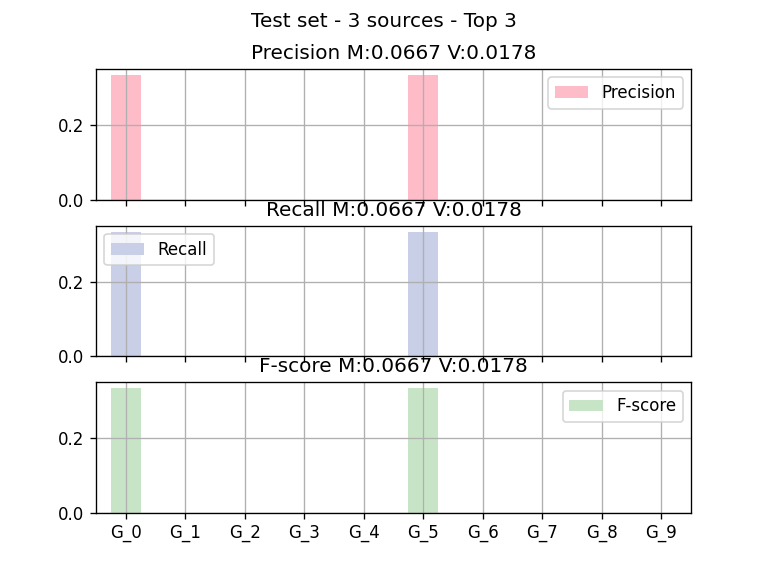 Test set - 3 sources - Top 3
Precision M:0.0667 V:0.0178
Precision
0.2
0.0
Recall M:0.0667 V:0.0178
Recall
0.2
0.0
F-score M:0.0667 V:0.0178
F-score
0.2
0.0
G_0 G_1 G_2 G_3 G_4 G_5 G_6 G_7 G_8 G_9